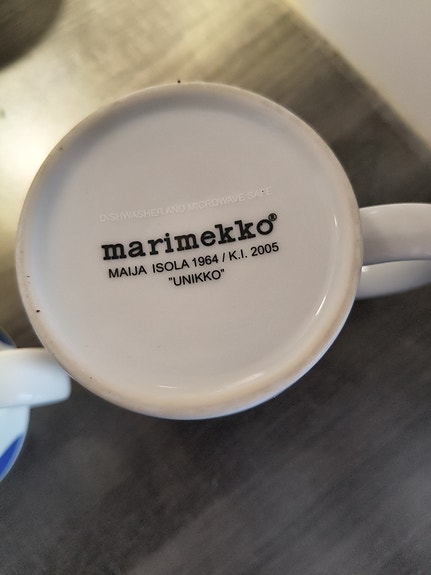 DISHWASHER AND MICROWAVE SAFE
marimekko®
MAIJA ISOLA 1964 / K.I. 2005
"UNIKKO"